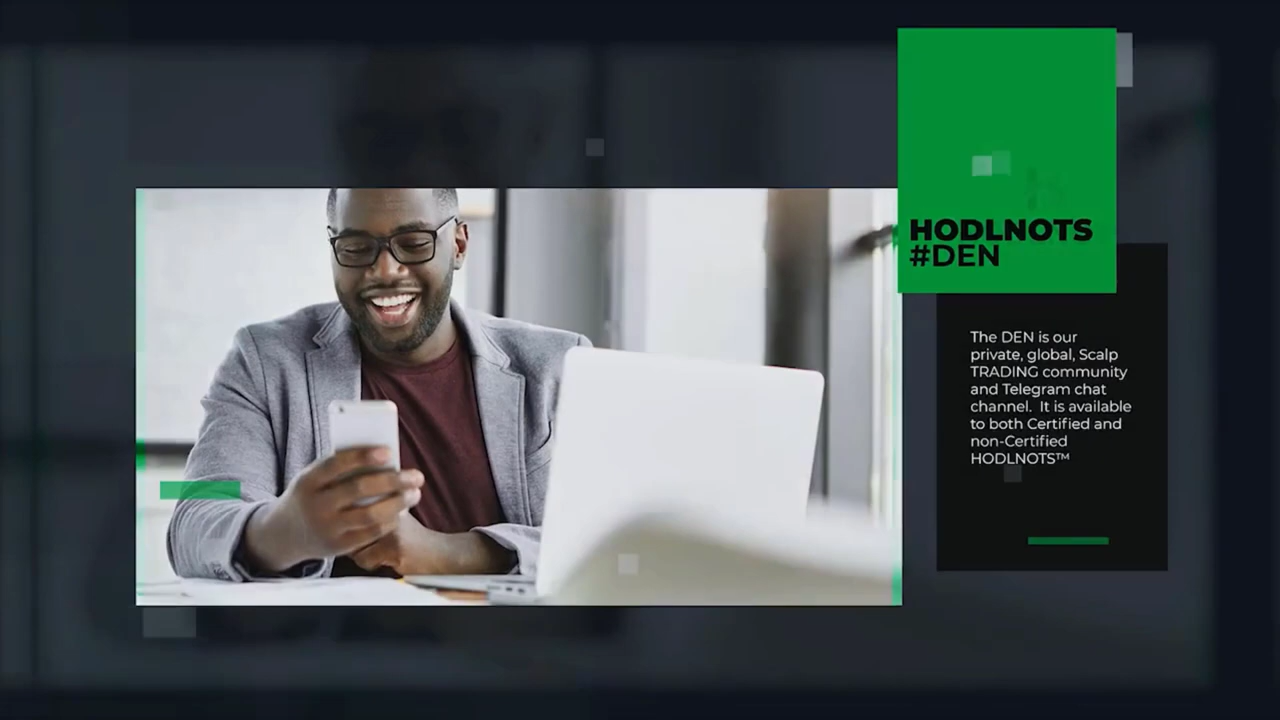 HODLNOTS
#DEN
The DEN is our
private, global, Scalp
TRADING community
and Telegram chat
channel.  It is available
to both Certified and
non-Certified
HODLNOTS™